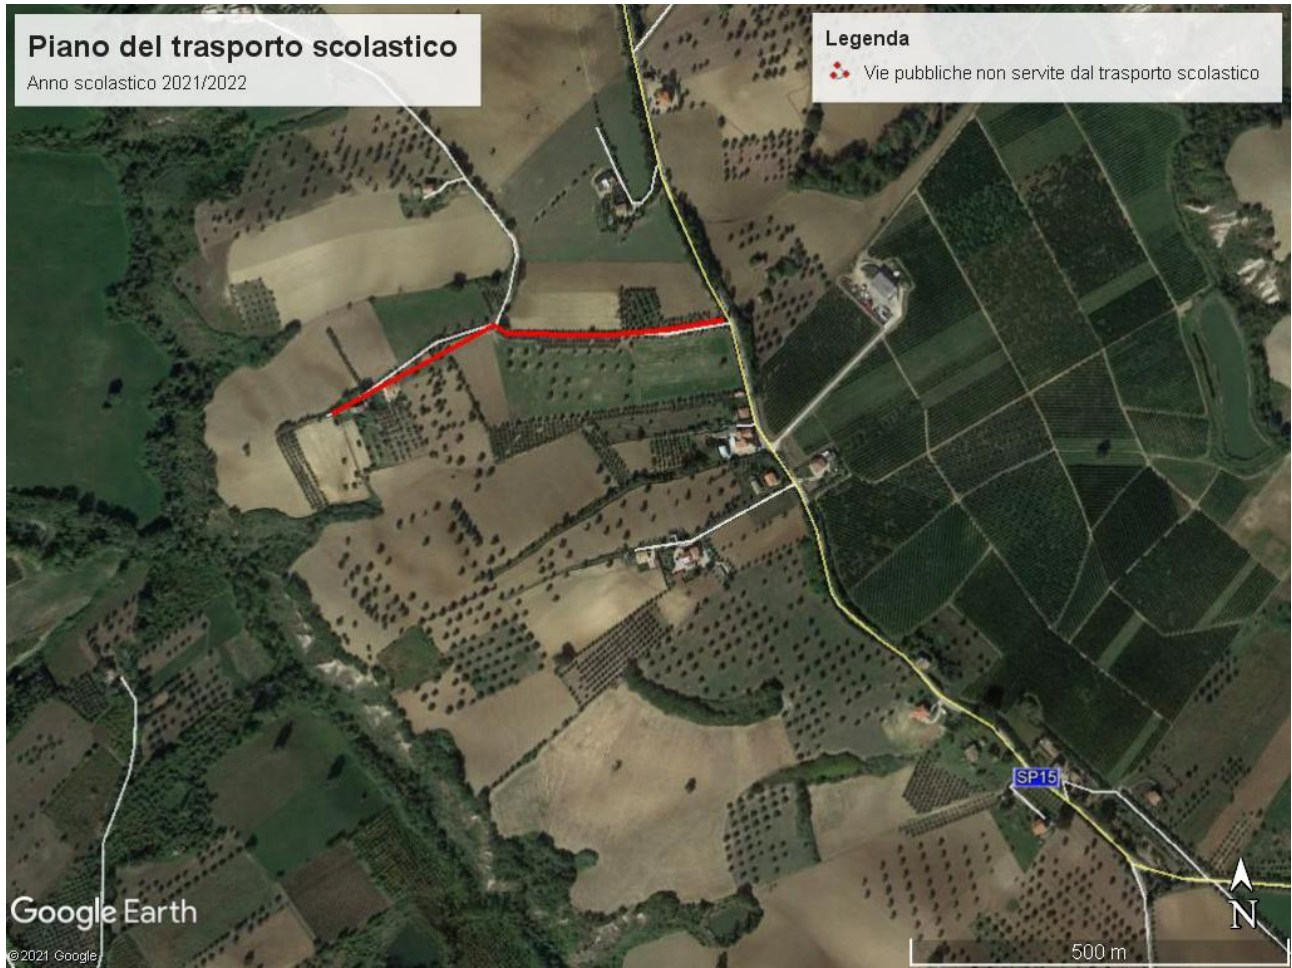 Piano del trasporto scolastico
Anno scolastico 2021/2022
Legenda
Vie pubbliche non servite dal trasporto scolastico
SP15
Google Earth
©2021 Google
N
500 m